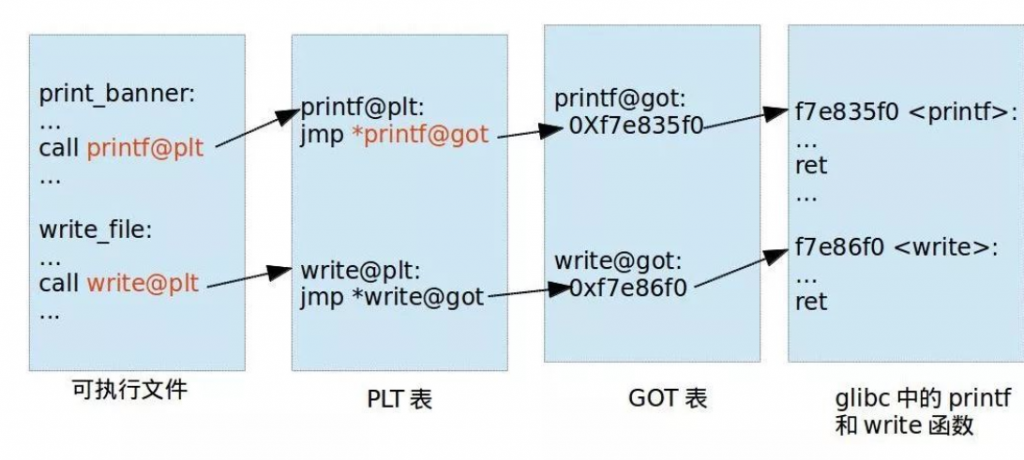 print_banner:
...
call printf@plt
...
write_file:
...
call write@plt
...
可执行文件
printf@plt:
jmp *printf@got
write@plt:
jmp *write@got
PLT 表
printf@got:
0Xf7e835f0
write@got:
0xf7e86f0
GOT 表
f7e835f0 <printf>:
...
ret
...
f7e86f0 <write>:
...
ret
glibc 中的 printf
和 write 函数